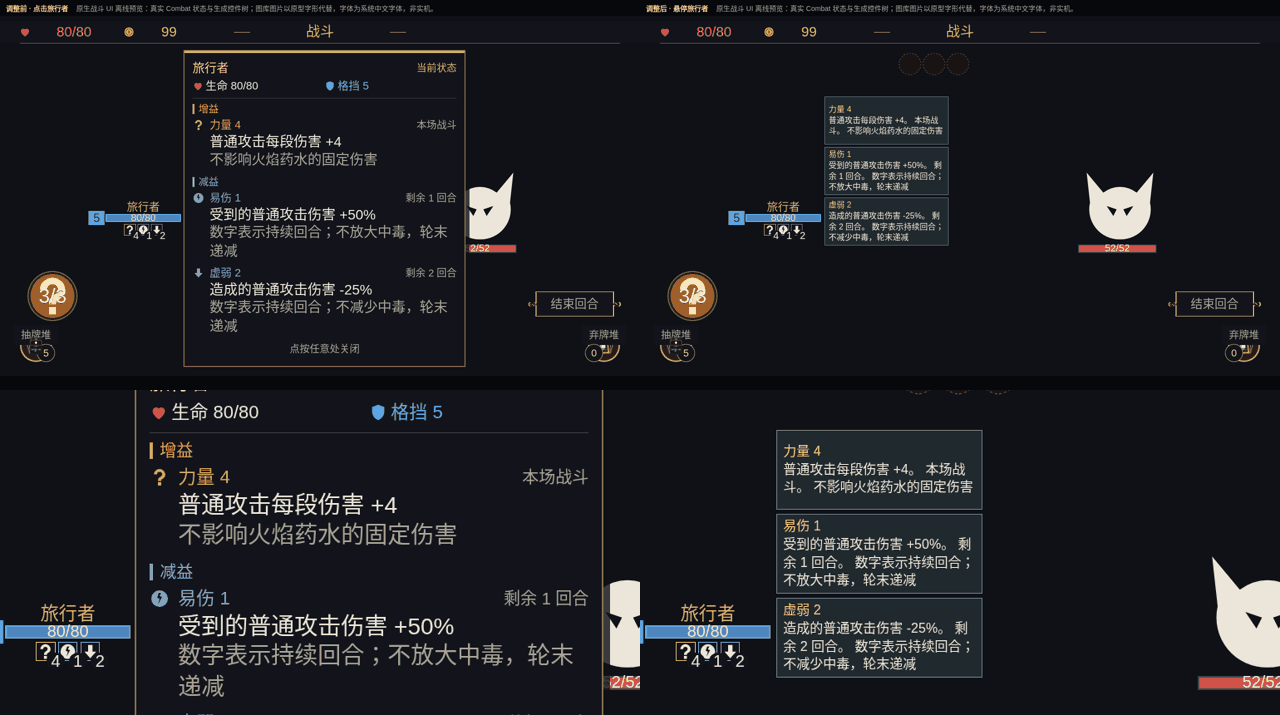 调整前 · 点击旅行者 原生战斗 UI 离线预览：真实 Combat 状态与生成控件树；图库图片以原型字形代替，字体为系统中文字体，非实机。
80/80 99 战斗
旅行者 当前状态
生命 80/80 格挡 5
增益
? 力量 4 本场战斗
普通攻击每段伤害 +4
不影响火焰药水的固定伤害
减益
易伤 1 剩余 1 回合
受到的普通攻击伤害 +50%
数字表示持续回合；不放大中毒，轮末
递减
虚弱 2 剩余 2 回合
造成的普通攻击伤害 -25%
数字表示持续回合；不减少中毒，轮末
递减
点按任意处关闭
旅行者
5 80/80
? 4 1 2
2/52
3/3
结束回合
抽牌堆
5
弃牌堆
0
调整后 · 悬停旅行者 原生战斗 UI 离线预览：真实 Combat 状态与生成控件树；图库图片以原型字形代替，字体为系统中文字体，非实机。
80/80 99 战斗
力量 4
普通攻击每段伤害 +4。 本场战
斗。 不影响火焰药水的固定伤害
易伤 1
受到的普通攻击伤害 +50%。 剩
余 1 回合。 数字表示持续回合；
不放大中毒，轮末递减
虚弱 2
造成的普通攻击伤害 -25%。 剩
余 2 回合。 数字表示持续回合；
不减少中毒，轮末递减
旅行者
5 80/80
? 4 1 2
52/52
3/3
结束回合
抽牌堆
5
弃牌堆
0
生命 80/80 格挡 5
增益
? 力量 4 本场战斗
普通攻击每段伤害 +4
不影响火焰药水的固定伤害
减益
易伤 1 剩余 1 回合
受到的普通攻击伤害 +50%
数字表示持续回合；不放大中毒，轮末
递减
旅行者
80/80
? 4 1 2
2/52
力量 4
普通攻击每段伤害 +4。 本场战
斗。 不影响火焰药水的固定伤害
易伤 1
受到的普通攻击伤害 +50%。 剩
余 1 回合。 数字表示持续回合；
不放大中毒，轮末递减
虚弱 2
造成的普通攻击伤害 -25%。 剩
余 2 回合。 数字表示持续回合；
不减少中毒，轮末递减
旅行者
80/80
? 4 1 2
52/52